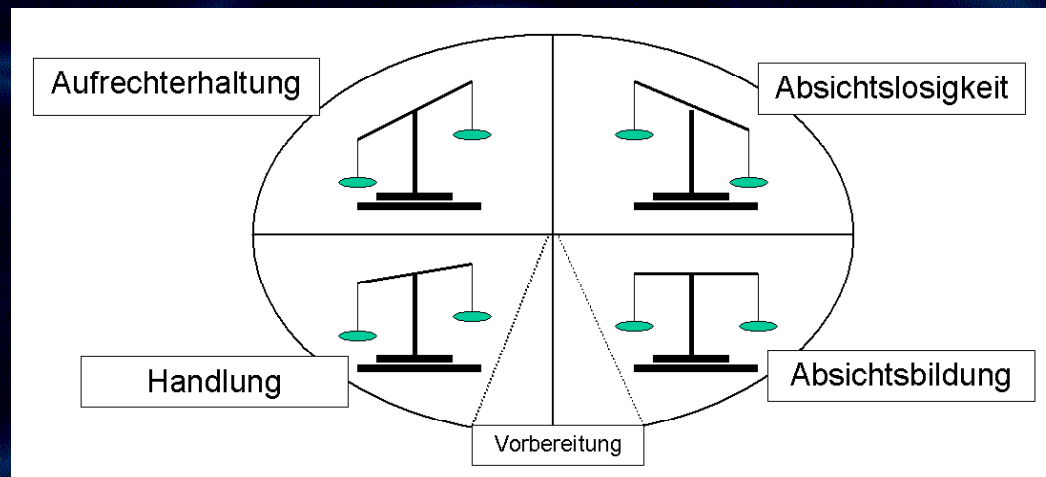 Aufrechterhaltung
Absichtslosigkeit
Handlung
Absichtsbildung
Vorbereitung